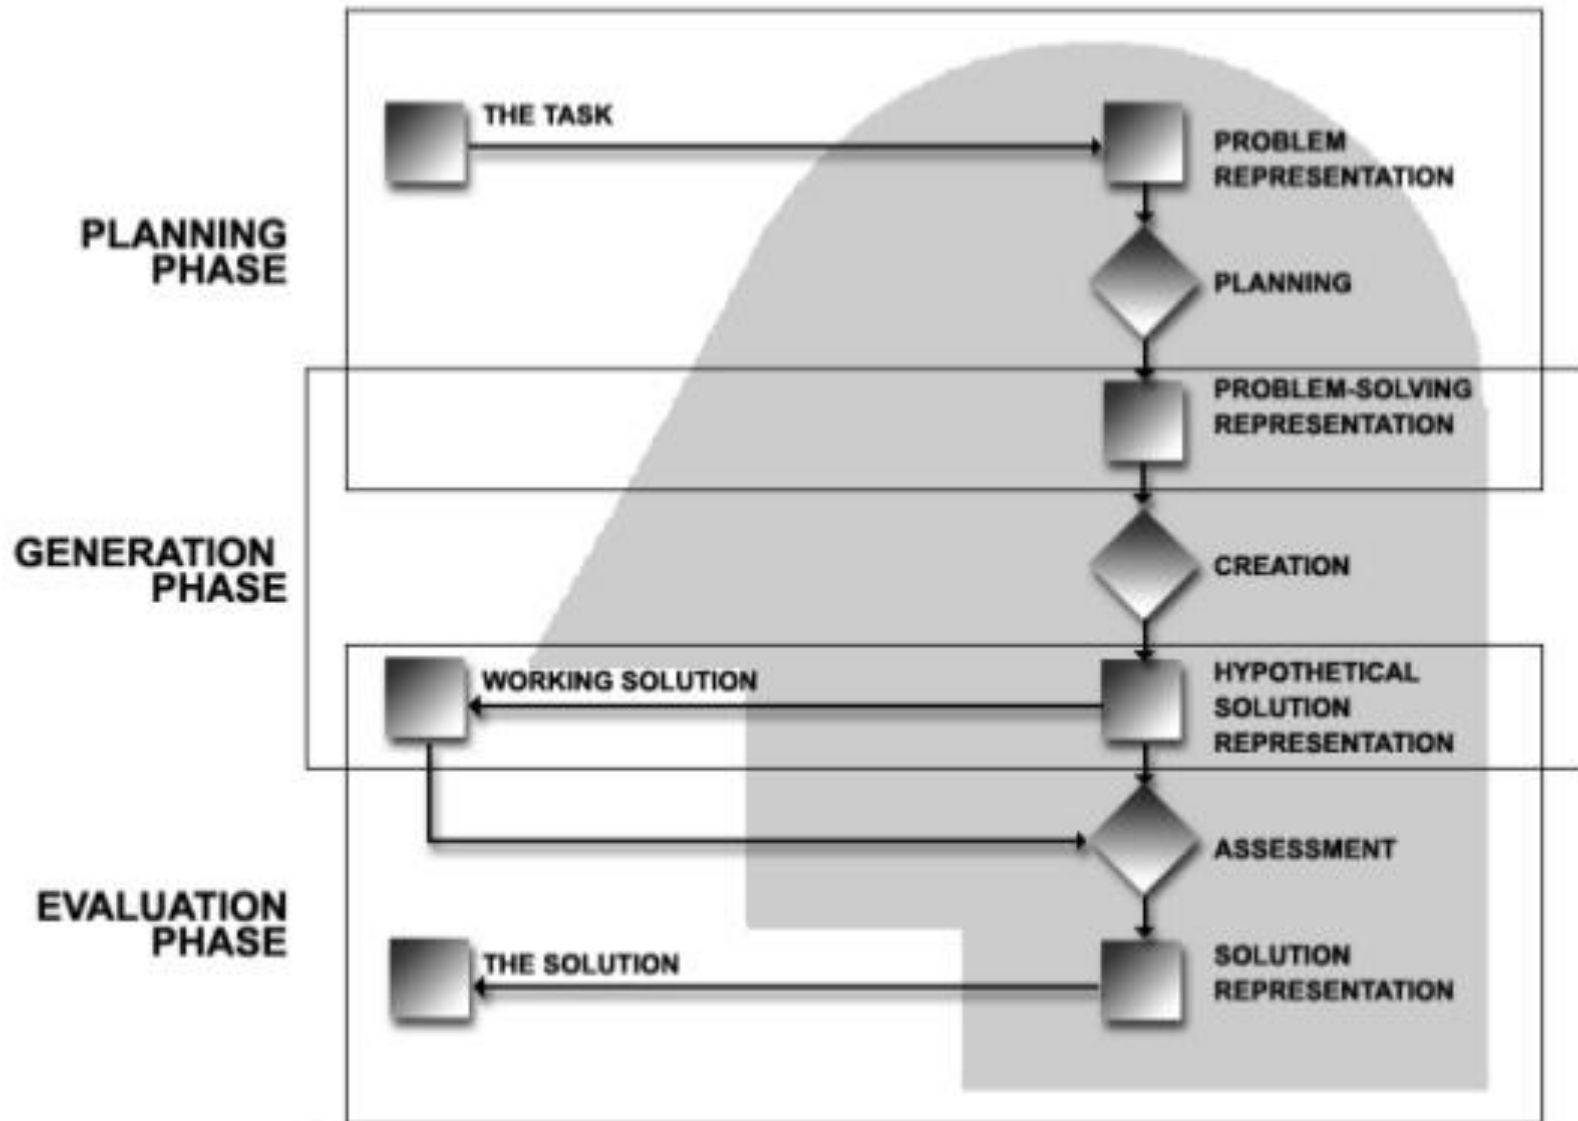 THE TASK
PROBLEM
REPRESENTATION
PLANNING
PHASE
PLANNING
PROBLEM-SOLVING
REPRESENTATION
GENERATION
PHASE
CREATION
WORKING SOLUTION
HYPOTHETICAL
SOLUTION
REPRESENTATION
ASSESSMENT
EVALUATION
PHASE
THE SOLUTION
SOLUTION
REPRESENTATION